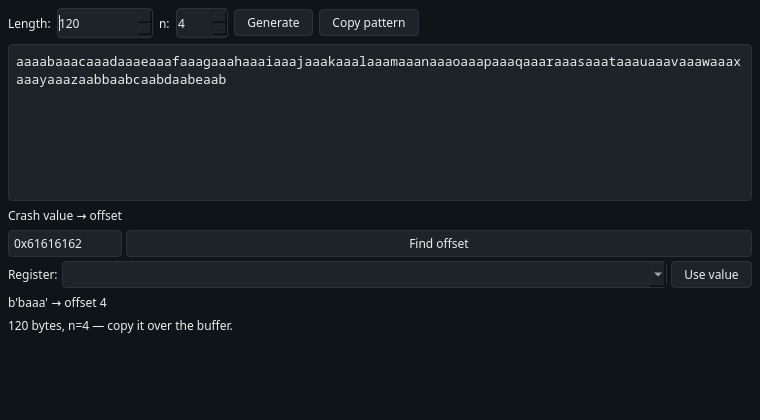 Length: 120 n: 4 Generate Copy pattern
aaaabaaacaaadaaaeaaafaaagaaahaaaiaaajaaakaaalaaamaaanaaaoaaapaaaqaaaraaasaaataaauaaavaaawaaax
aaayaaazaabbaabcaabdaabeaab
Crash value → offset
0x61616162 Find offset
Register: Use value
b'baaa' → offset 4
120 bytes, n=4 — copy it over the buffer.